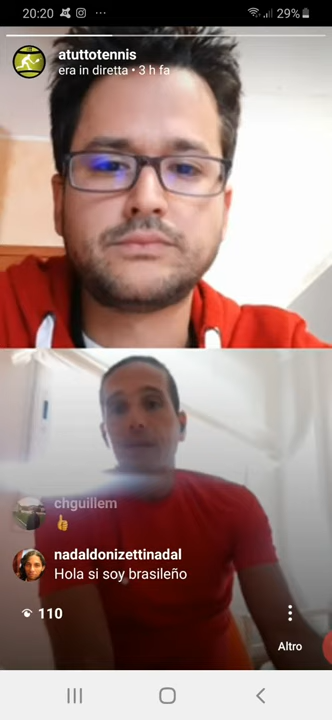 20:20
29%
atuttotennis
era in diretta • 3 h fa
chguillem
👍
nadaldonizettinadal
Hola si soy brasileño
110
Altro